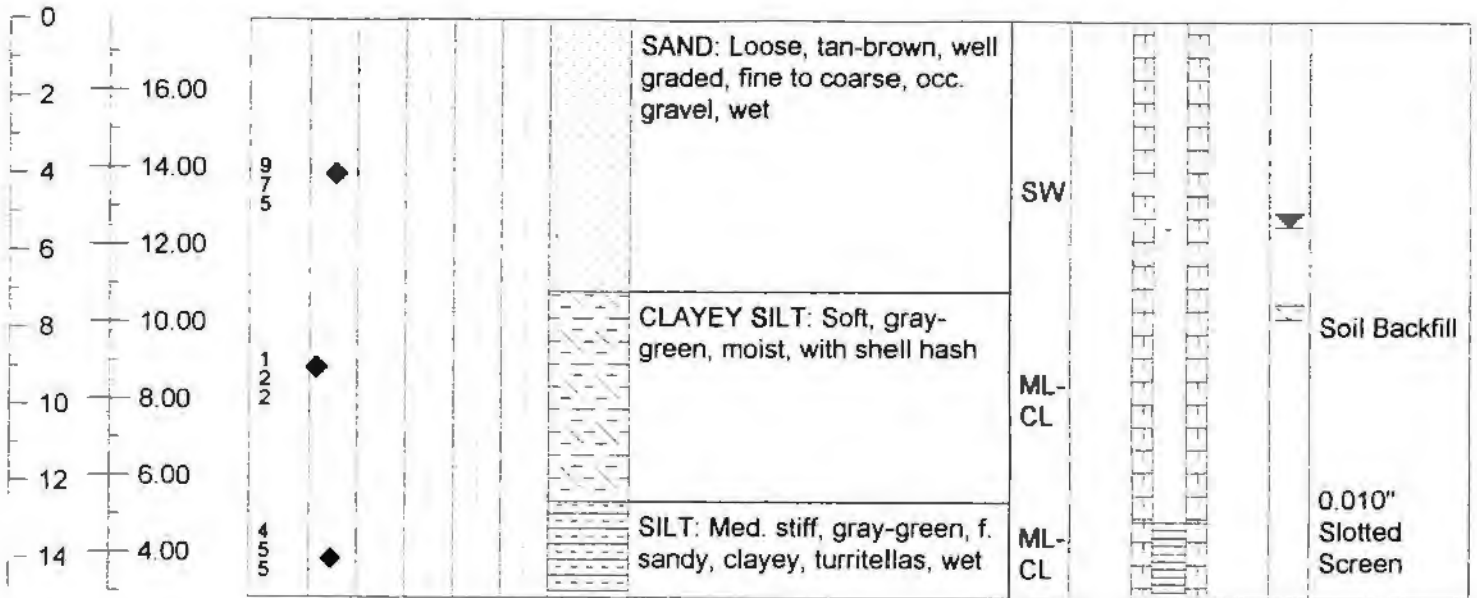 0
2
4
6
8
10
12
14
16.00
14.00
12.00
10.00
8.00
6.00
4.00
9
7
5
1
2
2
4
5
5
SAND: Loose, tan-brown, well
graded, fine to coarse, occ.
gravel, wet
CLAYEY SILT: Soft, gray-
green, moist, with shell hash
SILT: Med. stiff, gray-green, f.
sandy, clayey, turritellas, wet
SW
ML-
CL
ML-
CL
Soil Backfill
0.010"
Slotted
Screen